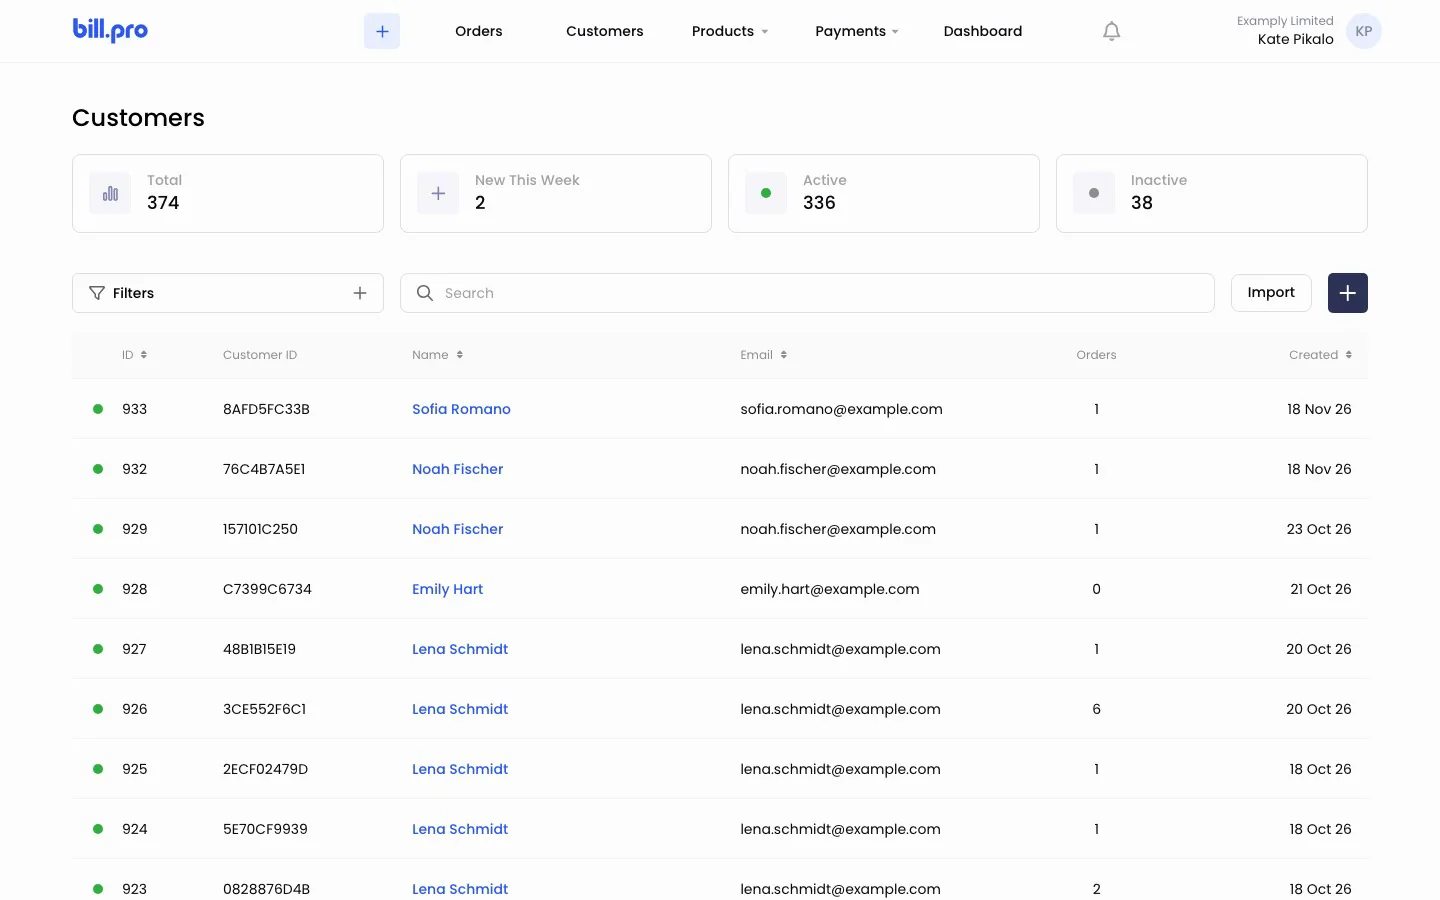 bill.pro
Orders
Customers
Products
Payments
Dashboard
Examply Limited
Kate Pikalo
KP
Customers
Total
374
New This Week
2
Active
336
Inactive
38
Filters
Search
Import
ID Customer ID Name Email Orders Created
933 8AFD5FC33B Sofia Romano sofia.romano@example.com 1 18 Nov 26
932 76C4B7A5E1 Noah Fischer noah.fischer@example.com 1 18 Nov 26
929 157101C250 Noah Fischer noah.fischer@example.com 1 23 Oct 26
928 C7399C6734 Emily Hart emily.hart@example.com 0 21 Oct 26
927 48B1B15E19 Lena Schmidt lena.schmidt@example.com 1 20 Oct 26
926 3CE552F6C1 Lena Schmidt lena.schmidt@example.com 6 20 Oct 26
925 2ECF02479D Lena Schmidt lena.schmidt@example.com 1 18 Oct 26
924 5E70CF9939 Lena Schmidt lena.schmidt@example.com 1 18 Oct 26
923 0828876D4B Lena Schmidt lena.schmidt@example.com 2 18 Oct 26